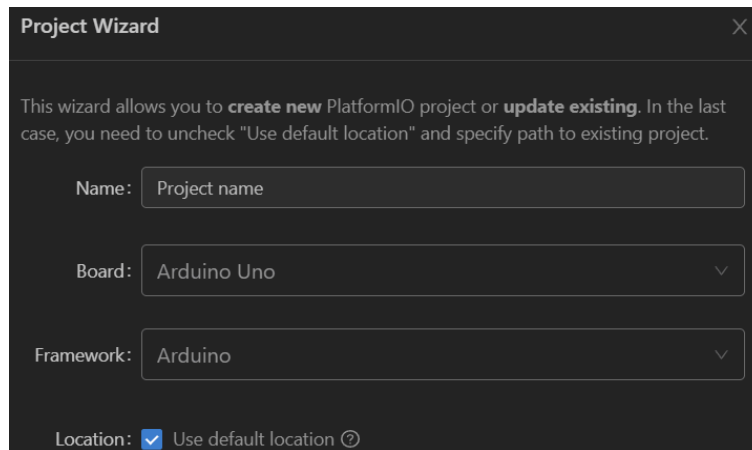 Project Wizard
This wizard allows you to create new PlatformIO project or update existing. In the last
case, you need to uncheck "Use default location" and specify path to existing project.
Name: Project name
Board: Arduino Uno
Framework: Arduino
Location: Use default location